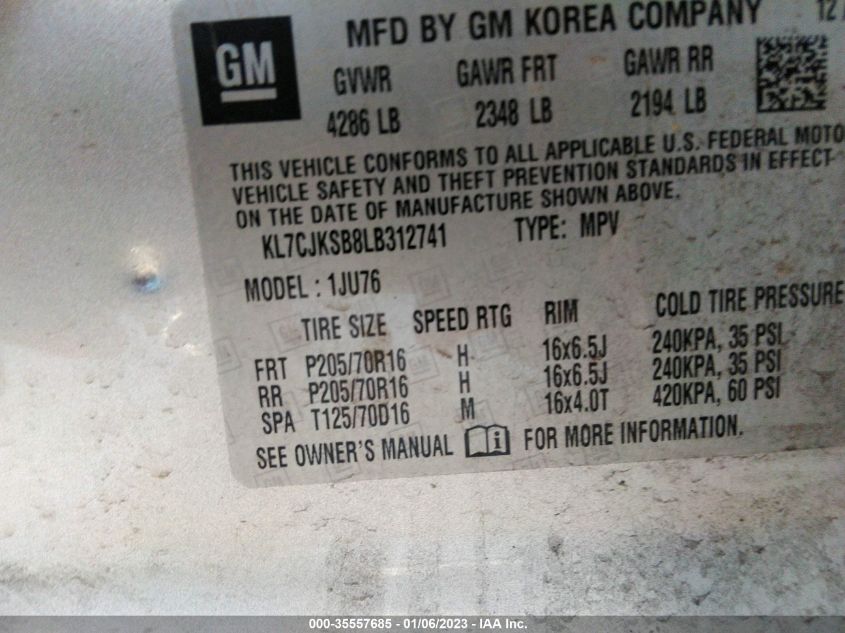 GM
MFD BY GM KOREA COMPANY 12/
GVWR GAWR FRT GAWR RR
4286 LB 2348 LB 2194 LB
THIS VEHICLE CONFORMS TO ALL APPLICABLE U.S. FEDERAL MOTO
VEHICLE SAFETY AND THEFT PREVENTION STANDARDS IN EFFECT
ON THE DATE OF MANUFACTURE SHOWN ABOVE.
KL7CJKSB8LB312741 TYPE: MPV
MODEL : 1JU76
TIRE SIZE SPEED RTG RIM COLD TIRE PRESSURE
FRT P205/70R16 H 16x6.5J 240KPA, 35 PSI
RR P205/70R16 H 16x6.5J 240KPA, 35 PSI
SPA T125/70D16 M 16x4.0T 420KPA, 60 PSI
SEE OWNER'S MANUAL FOR MORE INFORMATION.
000-35557685 - 01/06/2023 - IAA Inc.